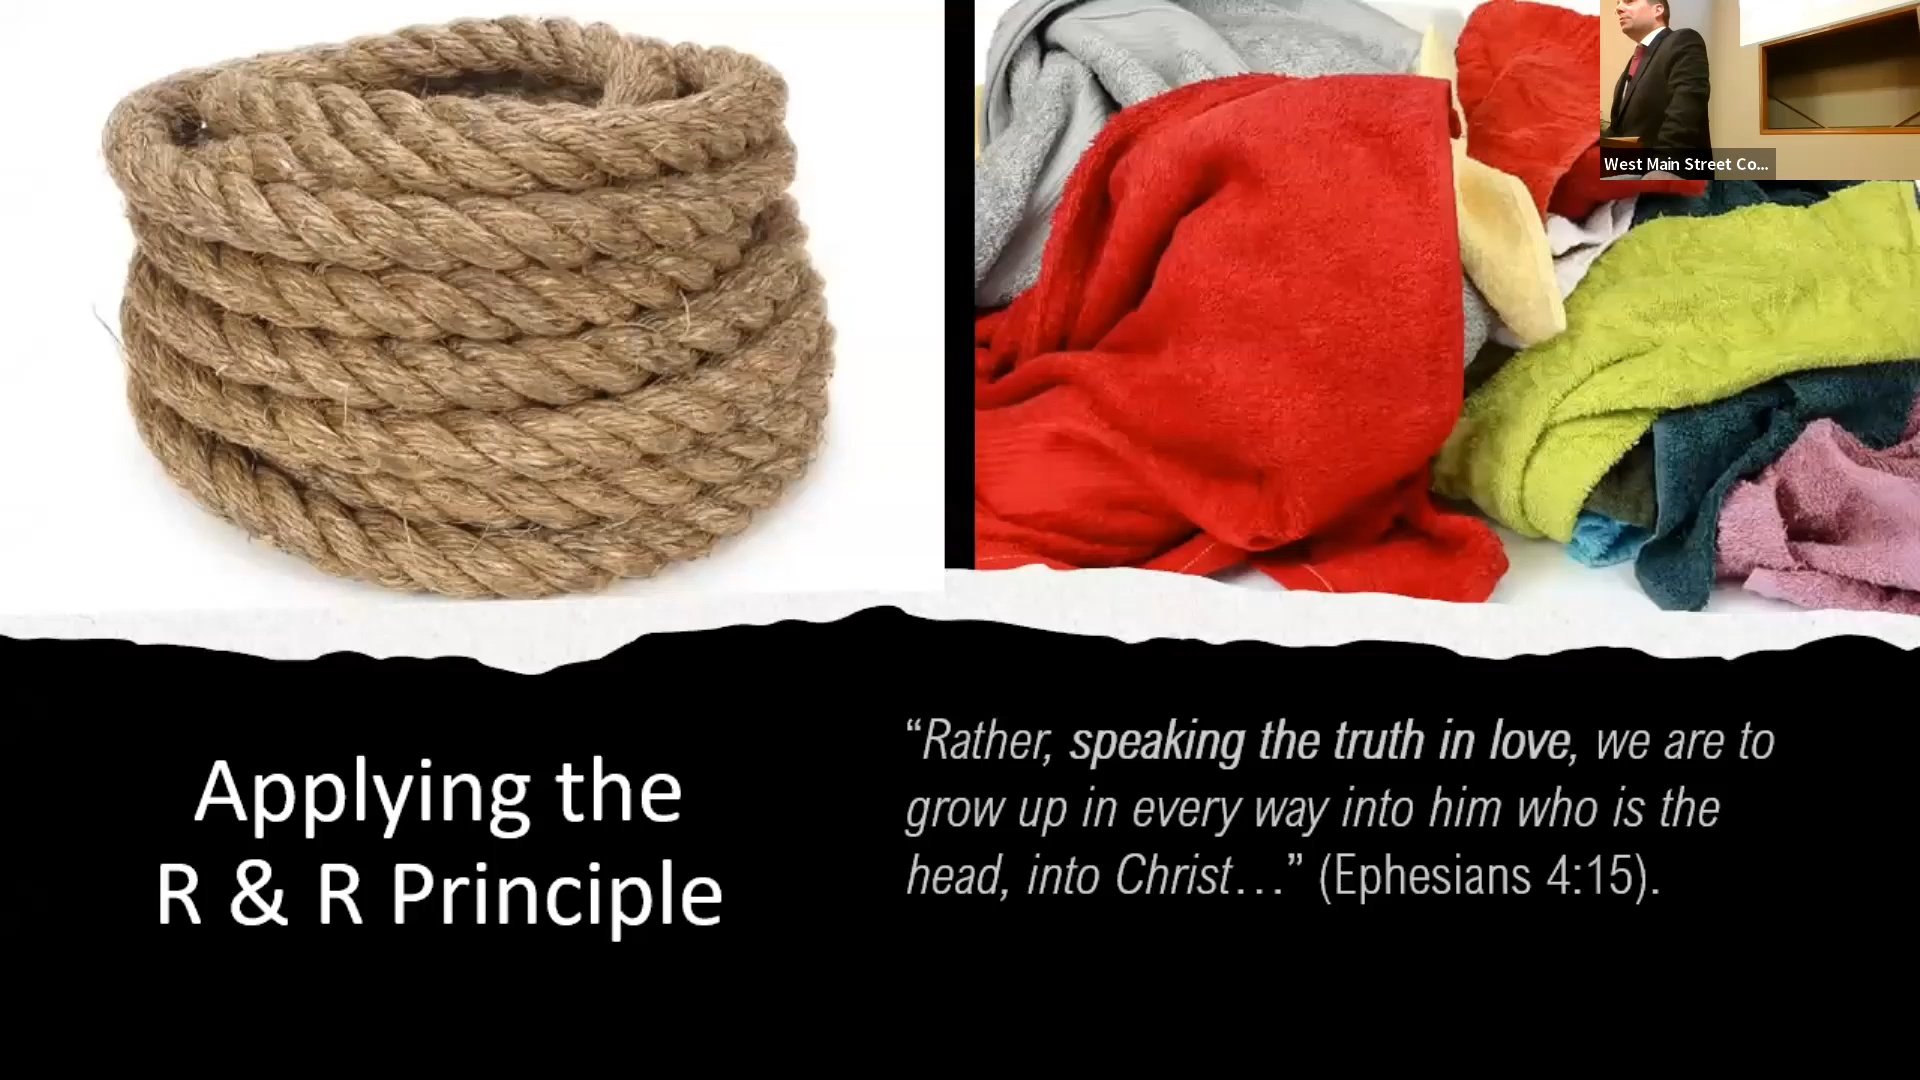 West Main Street Co...
Applying the
R & R Principle
“Rather, speaking the truth in love, we are to
grow up in every way into him who is the
head, into Christ…” (Ephesians 4:15).